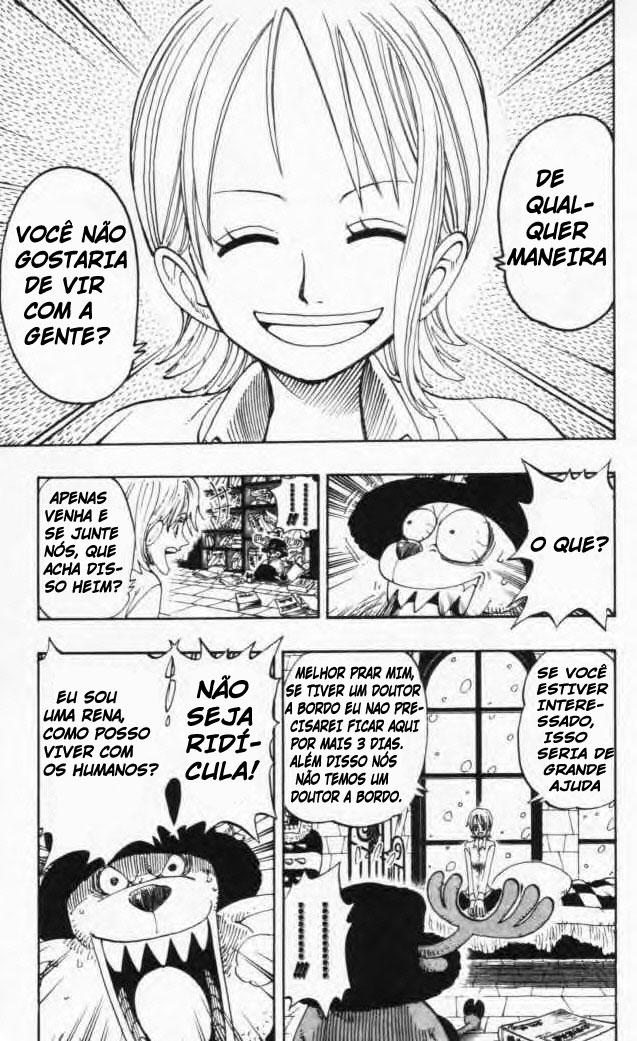 DE
QUAL-
QUER
MANEIRA
VOCÊ NÃO
GOSTARIA
DE VIR
COM A
GENTE?
O QUE?
APENAS
VENHA E
SE JUNTE
NÓS, QUE
ACHA DIS-
SO HEIM?
SE VOCÊ
ESTIVER
INTERE-
SSADO,
ISSO
SERIA DE
GRANDE
AJUDA
MELHOR PRAR MIM,
SE TIVER UM DOUTOR
A BORDO EU NAO PRE-
CISAREI FICAR AQUI
POR MAIS 3 DIAS.
ALÉM DISSO NÓS
NÃO TEMOS UM
DOUTOR A BORDO.
NÃO
SEJA
RIDÍ-
CULA!
EU SOU
UMA RENA,
COMO POSSO
VIVER COM
OS HUMANOS?